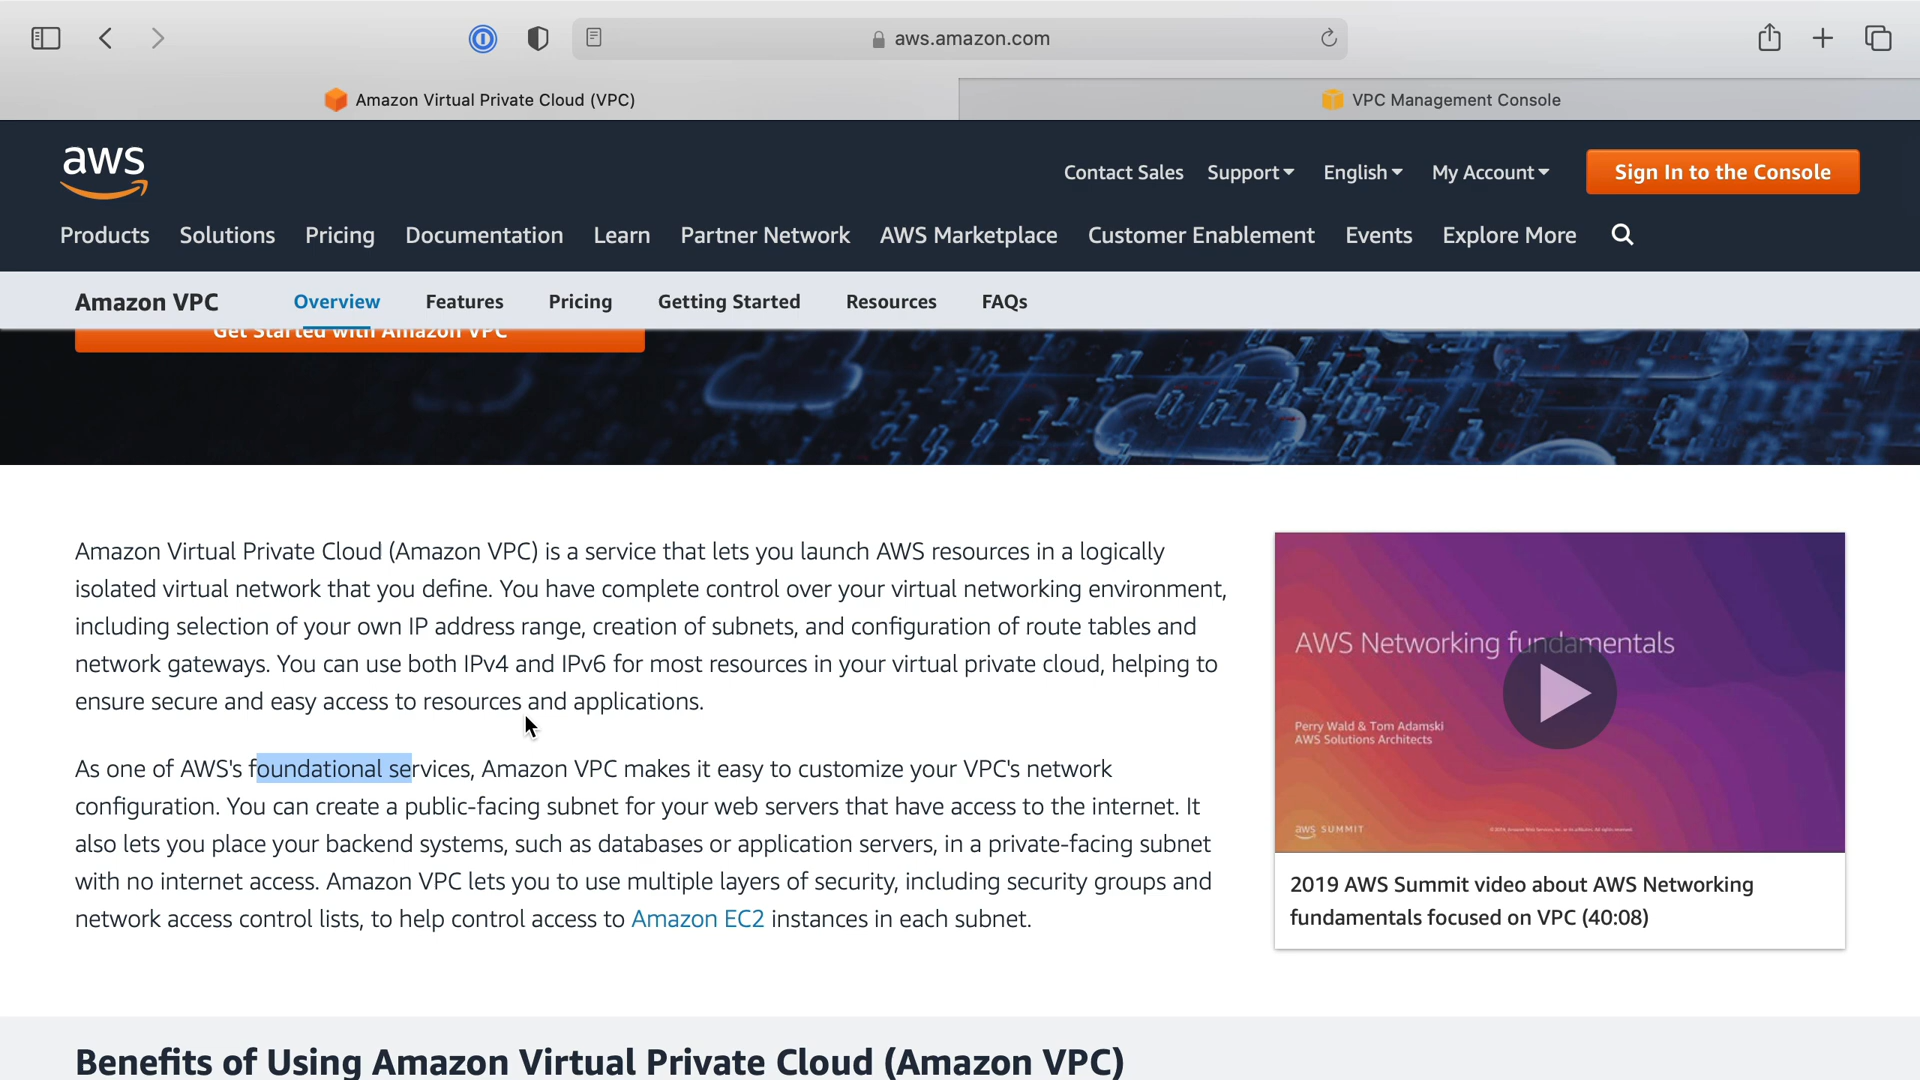 aws.amazon.com
Amazon Virtual Private Cloud (VPC)
VPC Management Console
aws
Contact Sales Support English My Account Sign In to the Console
Products Solutions Pricing Documentation Learn Partner Network AWS Marketplace Customer Enablement Events Explore More
Amazon VPC Overview Features Pricing Getting Started Resources FAQs
Get Started with Amazon VPC
Amazon Virtual Private Cloud (Amazon VPC) is a service that lets you launch AWS resources in a logically
isolated virtual network that you define. You have complete control over your virtual networking environment,
including selection of your own IP address range, creation of subnets, and configuration of route tables and
network gateways. You can use both IPv4 and IPv6 for most resources in your virtual private cloud, helping to
ensure secure and easy access to resources and applications.
As one of AWS's foundational services, Amazon VPC makes it easy to customize your VPC's network
configuration. You can create a public-facing subnet for your web servers that have access to the internet. It
also lets you place your backend systems, such as databases or application servers, in a private-facing subnet
with no internet access. Amazon VPC lets you to use multiple layers of security, including security groups and
network access control lists, to help control access to Amazon EC2 instances in each subnet.
AWS Networking fundamentals
Perry Wald & Tom Adamski
AWS Solutions Architects
aws SUMMIT
2019 AWS Summit video about AWS Networking
fundamentals focused on VPC (40:08)
Benefits of Using Amazon Virtual Private Cloud (Amazon VPC)